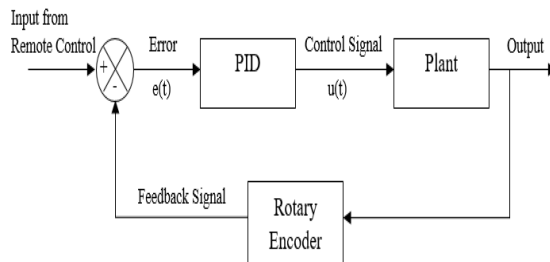 Input from
Remote Control
Error
Control Signal
Output
+
-
PID
Plant
e(t)
u(t)
Feedback Signal
Rotary
Encoder